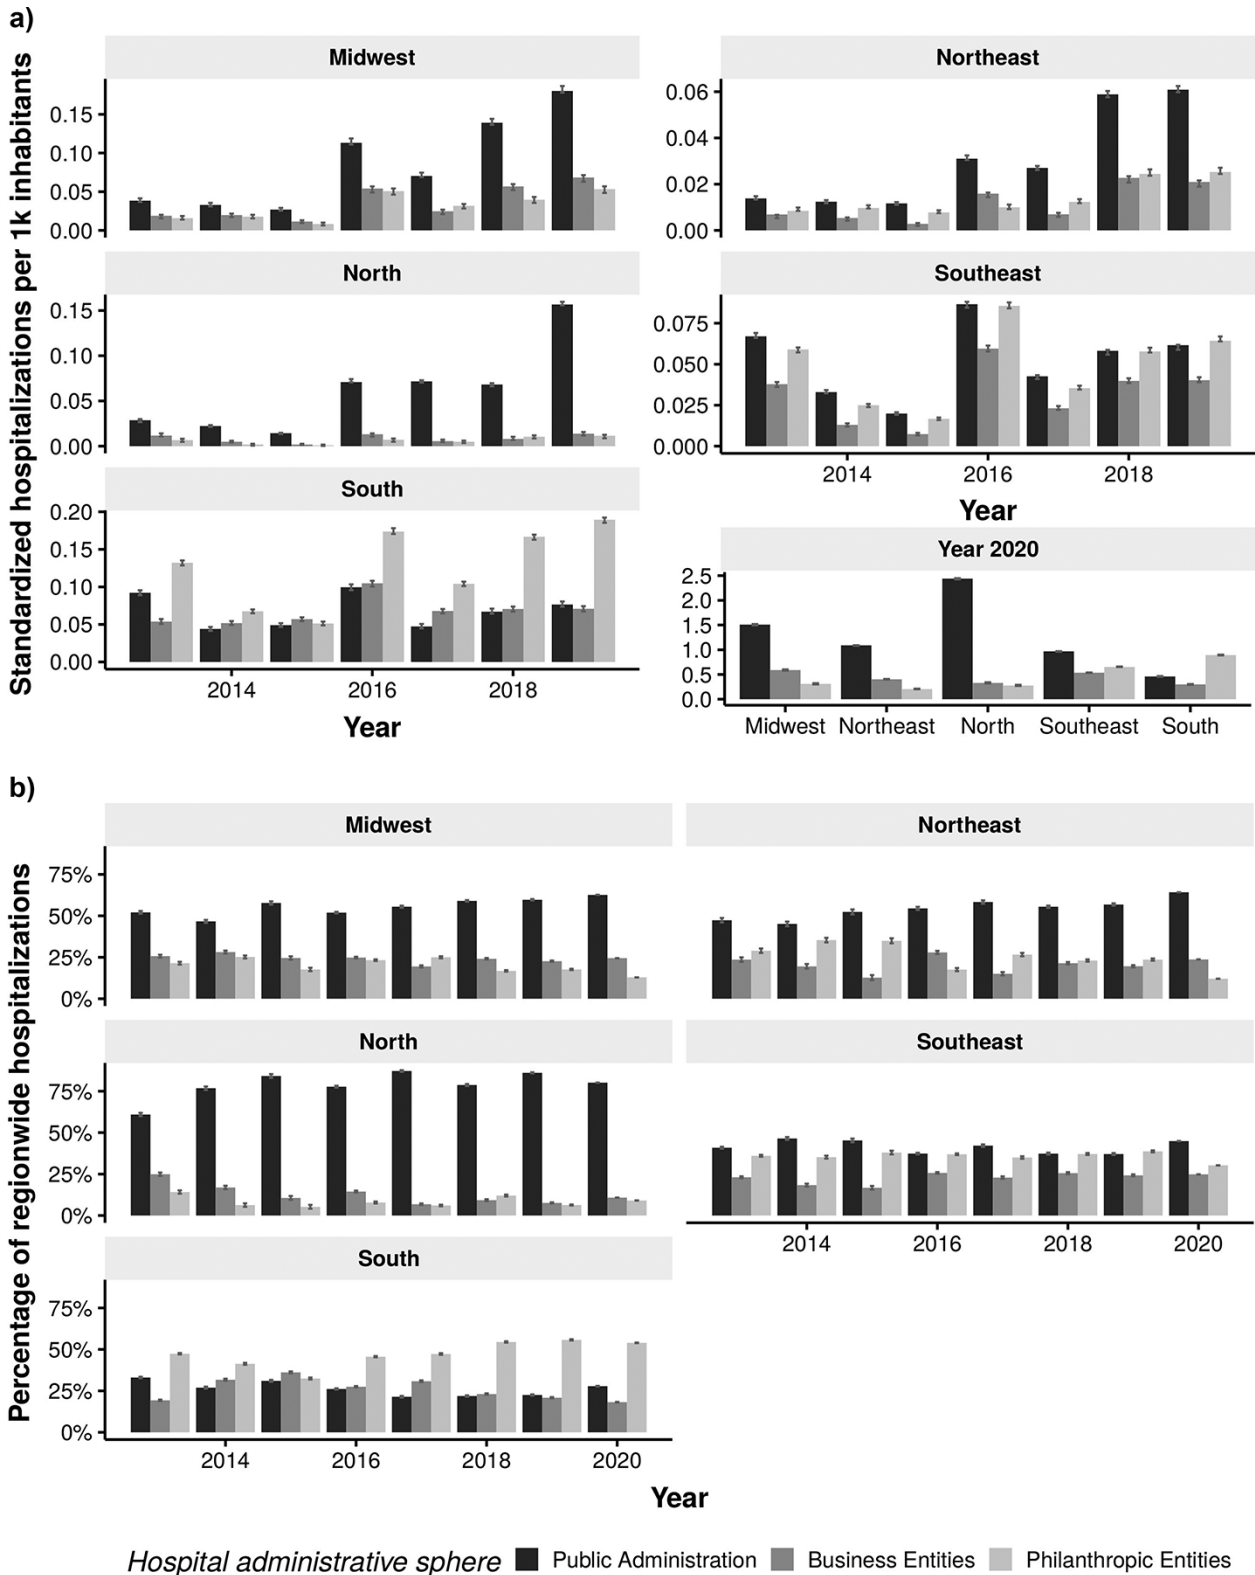 a)
Standardized hospitalizations per 1k inhabitants
Midwest
0.15
0.10
0.05
0.00
Northeast
0.06
0.04
0.02
0.00
North
0.15
0.10
0.05
0.00
Southeast
0.075
0.050
0.025
0.000
2014 2016 2018
Year
South
0.20
0.15
0.10
0.05
0.00
2014 2016 2018
Year
Year 2020
2.5
2.0
1.5
1.0
0.5
0.0
Midwest Northeast North Southeast South
b)
Percentage of regionwide hospitalizations
Midwest
75%
50%
25%
0%
Northeast
North
75%
50%
25%
0%
Southeast
2014 2016 2018 2020
South
75%
50%
25%
0%
2014 2016 2018 2020
Year
Hospital administrative sphere Public Administration Business Entities Philanthropic Entities